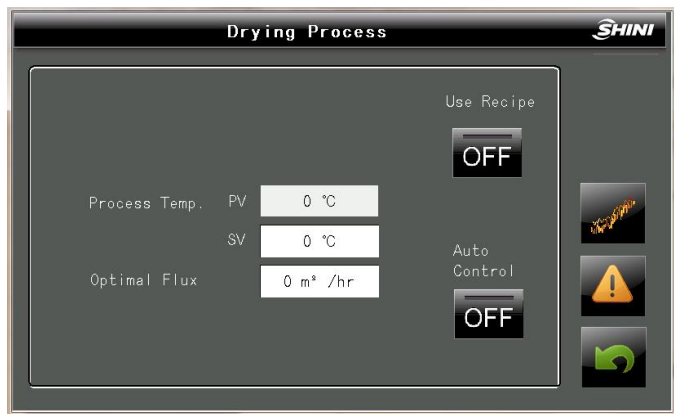 Drying Process
SHINI
Use Recipe
OFF
Process Temp. PV 0 °C
SV 0 °C
Auto
Control
Optimal Flux 0 m³ /hr
OFF